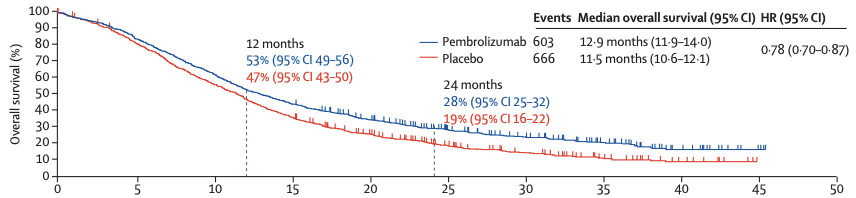 Events Median overall survival (95% CI) HR (95% CI)
Pembrolizumab 603 12·9 months (11·9–14·0)
Placebo 666 11·5 months (10·6–12·1)
0·78 (0·70–0·87)
12 months
53% (95% CI 49–56)
47% (95% CI 43–50)
24 months
28% (95% CI 25–32)
19% (95% CI 16–22)
Overall survival (%)
100
90
80
70
60
50
40
30
20
10
0
0 5 10 15 20 25 30 35 40 45 50